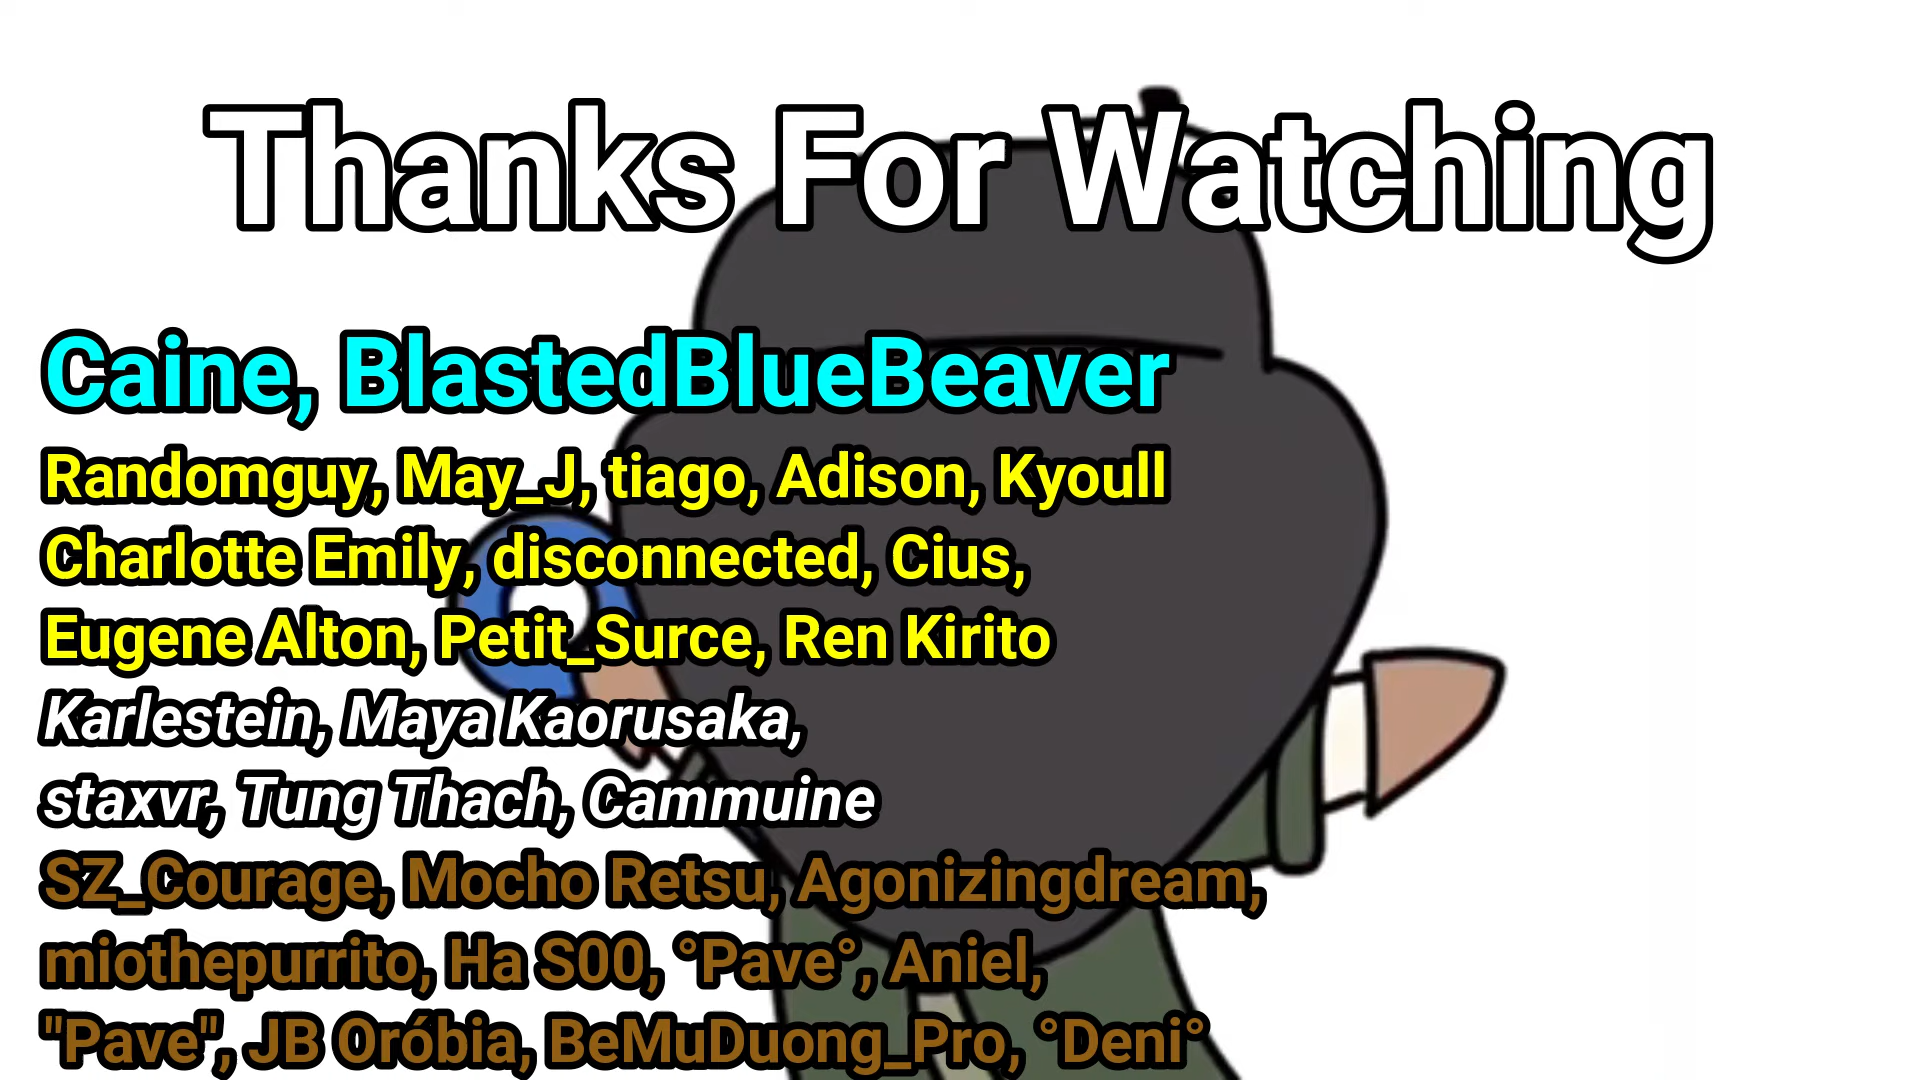 Thanks For Watching
Caine, BlastedBlueBeaver
Randomguy, May_J, tiago, Adison, Kyoull
Charlotte Emily, disconnected, Cius,
Eugene Alton, Petit_Surce, Ren Kirito
Karlestein, Maya Kaorusaka,
staxvr, Tung Thach, Cammuine
SZ_Courage, Mocho Retsu, Agonizingdream,
miothepurrito, Ha S00, °Pave°, Aniel,
"Pave", JB Oróbia, BeMuDuong_Pro, °Deni°